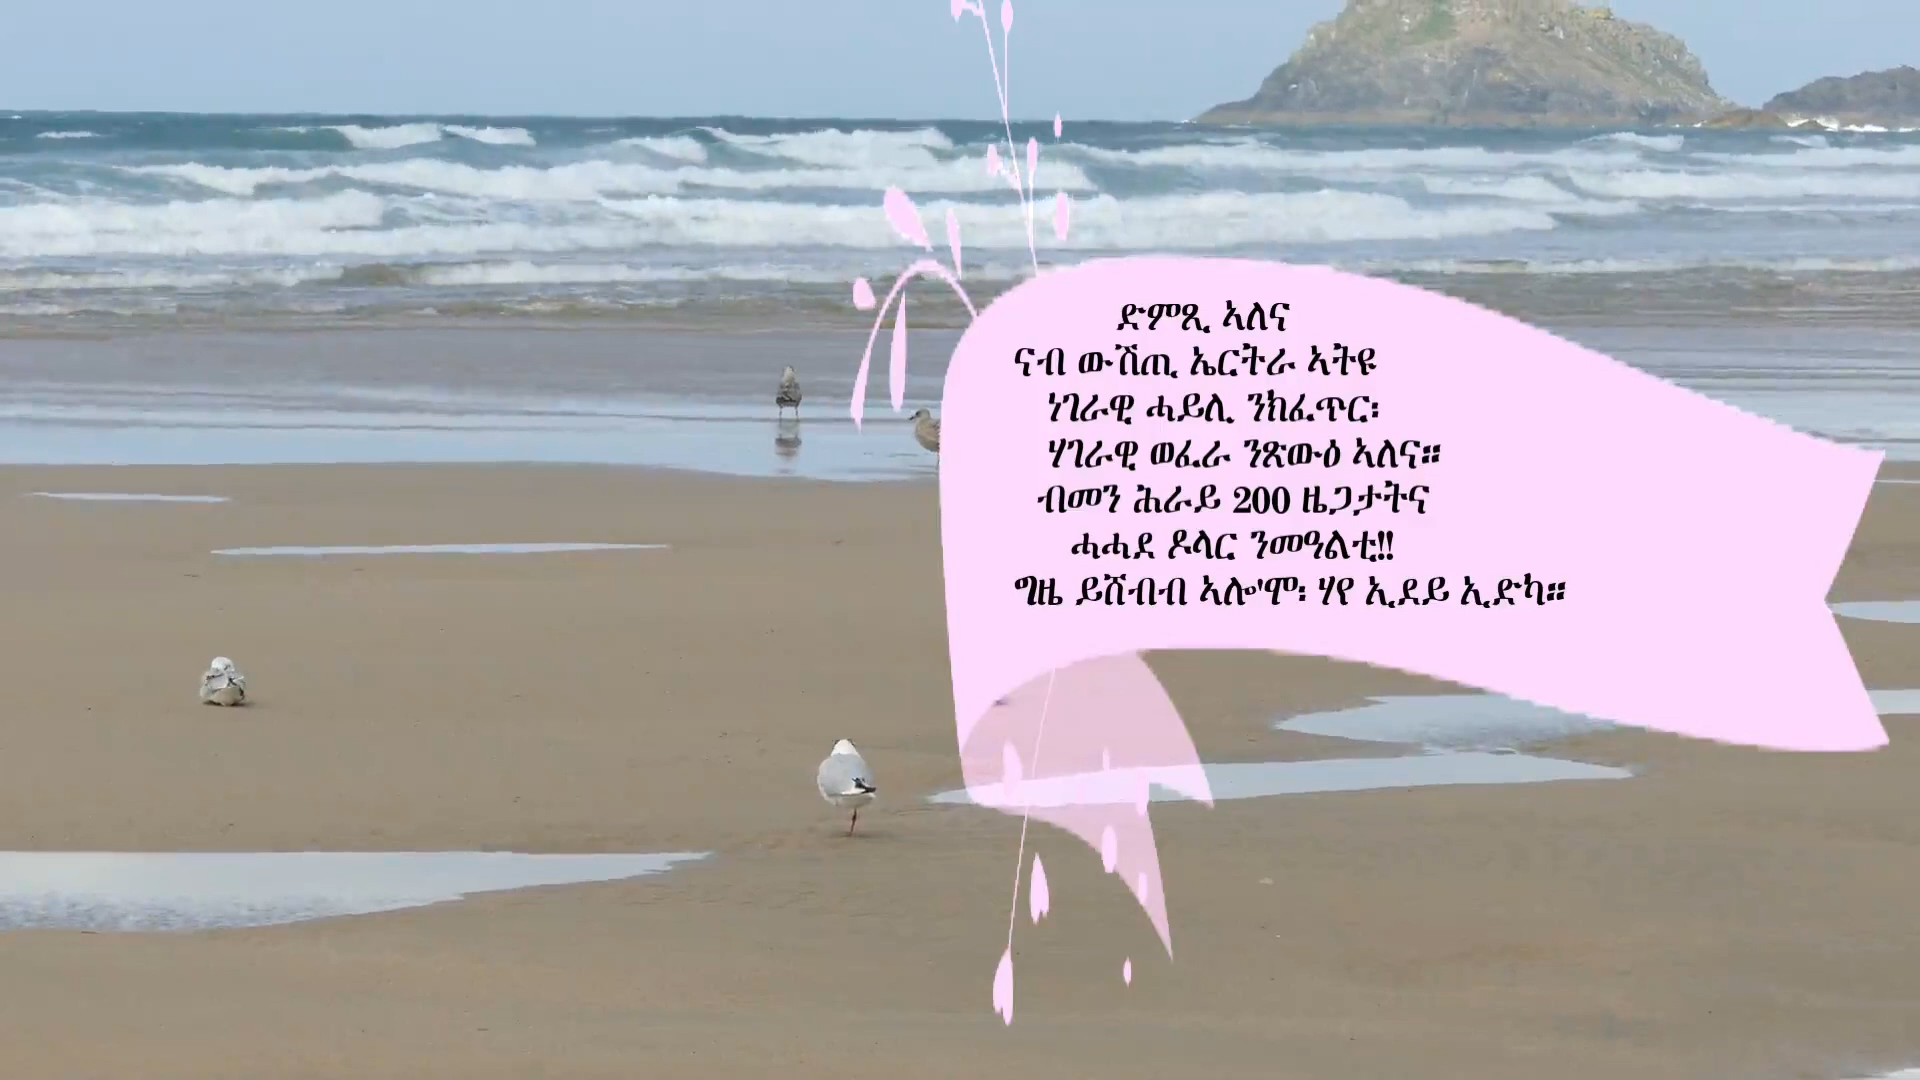 ድምጺ ኣለና
ናብ ውሽጢ ኤርትራ ኣትዩ
ነገራዊ ሓይሊ ንክፈጥር፡
ሃገራዊ ወፈራ ንጽውዕ ኣለና።
ብመን ሕራይ 200 ዜጋታትና
ሓሓደ ዶላር ንመዓልቲ!!
ግዜ ይሽብብ ኣሎ'ሞ፡ ሃየ ኢደይ ኢድካ።